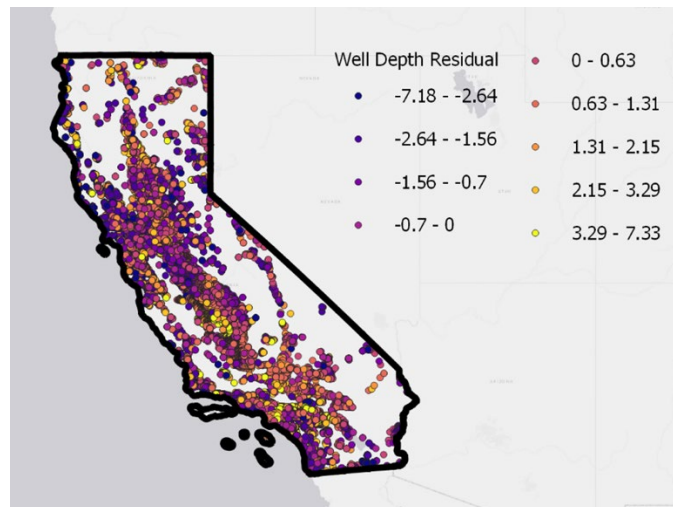 Well Depth Residual
-7.18 - -2.64
-2.64 - -1.56
-1.56 - -0.7
-0.7 - 0
0 - 0.63
0.63 - 1.31
1.31 - 2.15
2.15 - 3.29
3.29 - 7.33